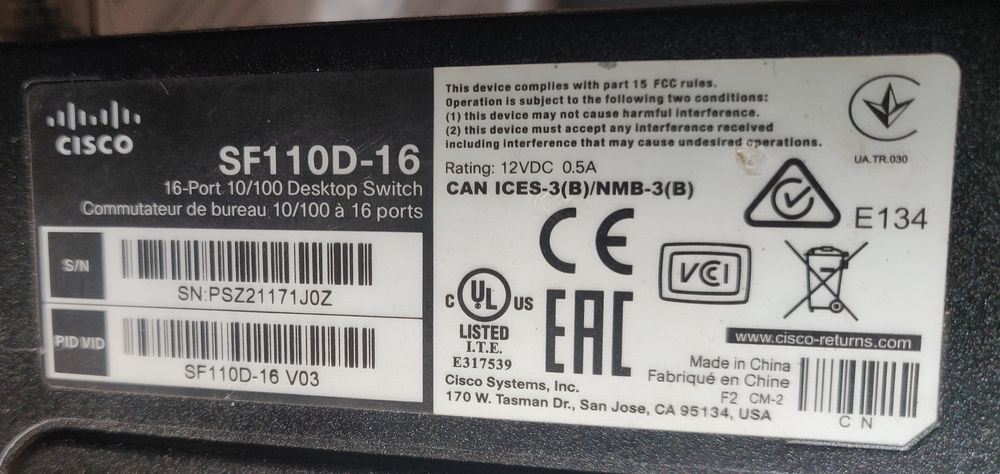 CISCO
SF110D-16
16-Port 10/100 Desktop Switch
Commutateur de bureau 10/100 à 16 ports
S/N
SN:PSZ21171J0Z
PID VID
SF110D-16 V03
This device complies with part 15 FCC rules.
Operation is subject to the following two conditions:
(1) this device may not cause harmful interference.
(2) this device must accept any interference received
including interference that may cause undesired operations.
Rating: 12VDC 0.5A
CAN ICES-3(B)/NMB-3(B)
UA.TR.030
E134
CE
VCI
C UL US
LISTED
I.T.E.
E317539
EAC
www.cisco-returns.com
Cisco Systems, Inc.
170 W. Tasman Dr., San Jose, CA 95134, USA
Made in China
Fabriqué en Chine
F2 CM-2
C N